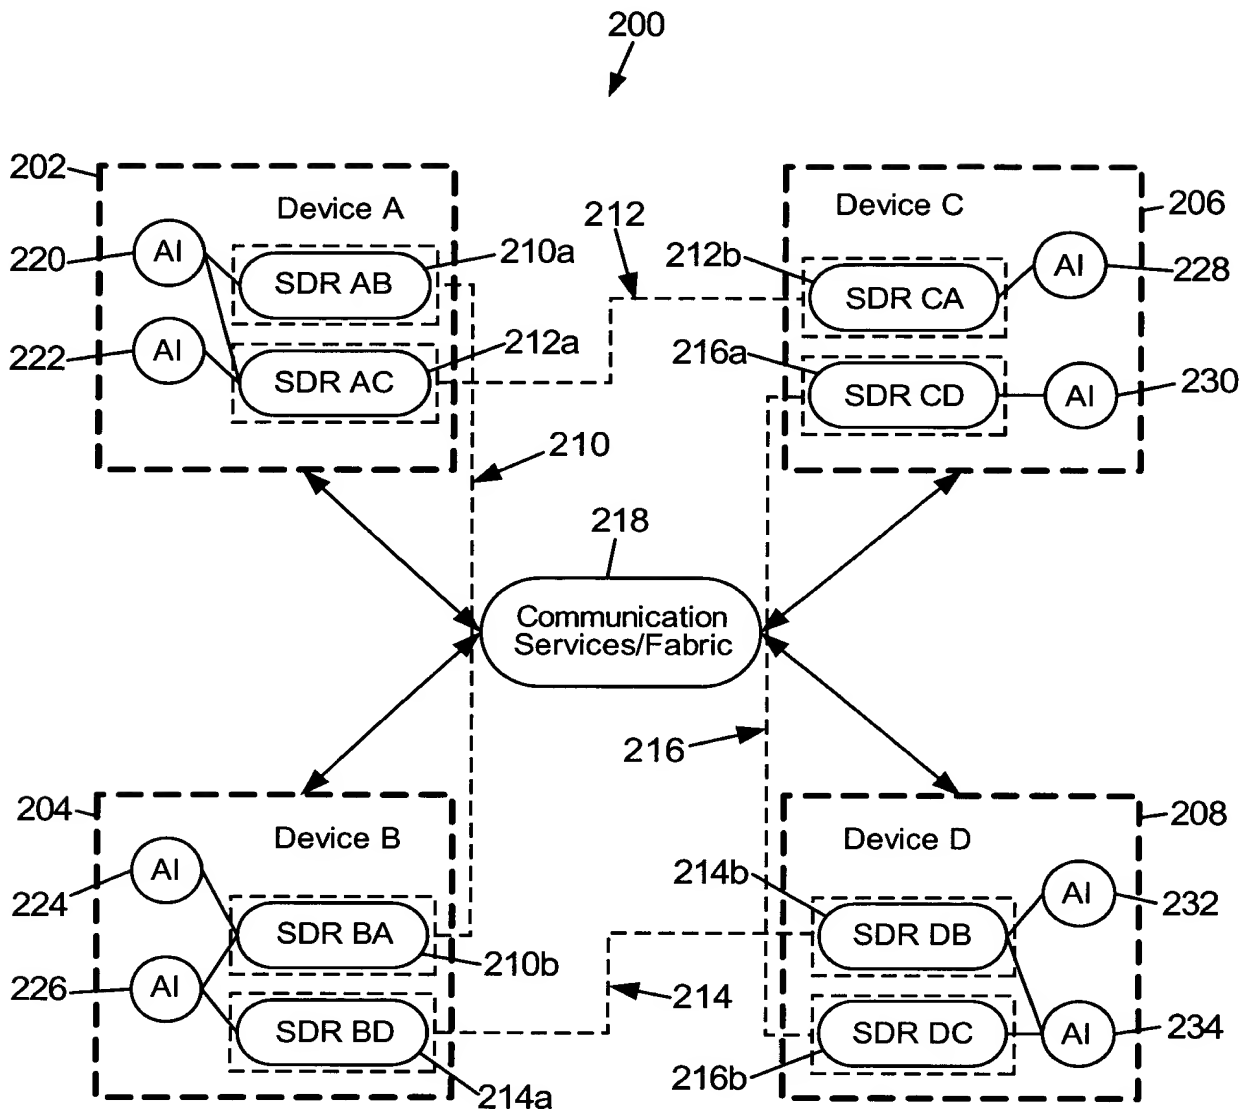 200
202
Device A
212
Device C
206
220
AI
SDR AB
210a
212b
SDR CA
AI
228
222
AI
SDR AC
212a
216a
SDR CD
AI
230
210
218
Communication
Services/Fabric
216
204
Device B
Device D
208
224
AI
SDR BA
210b
214b
SDR DB
AI
232
226
AI
SDR BD
214a
214
216b
SDR DC
AI
234